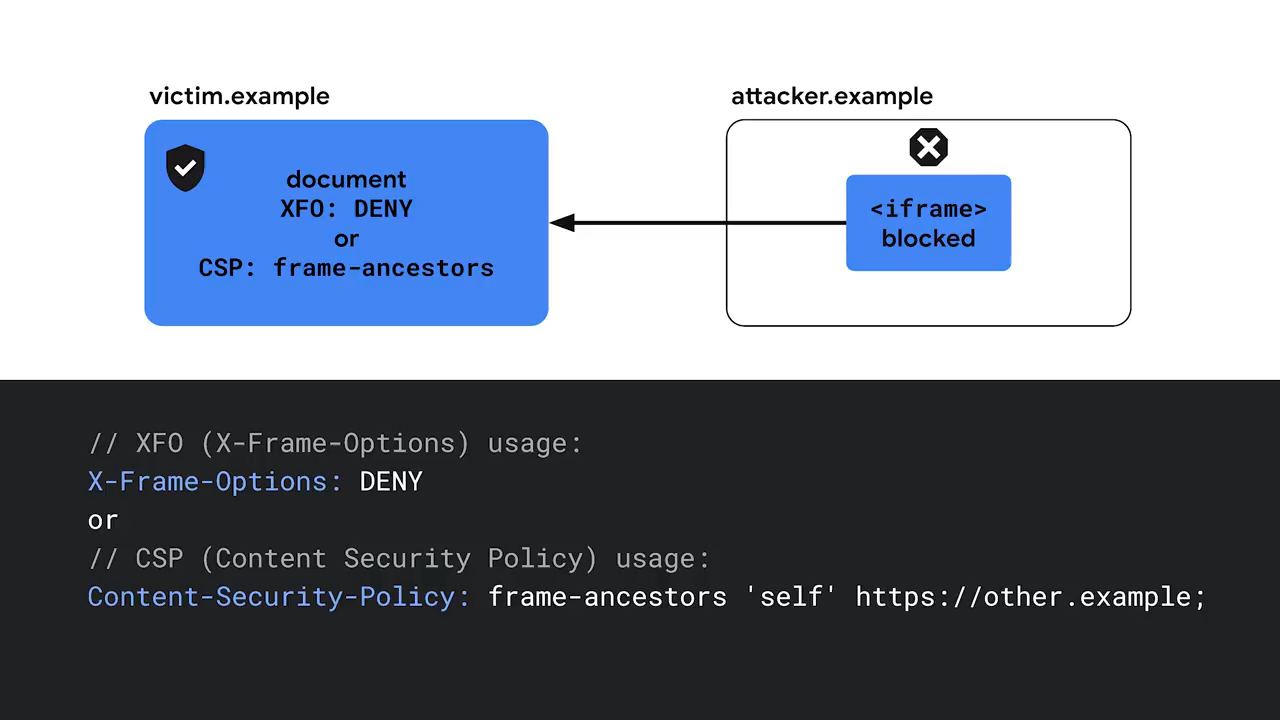 victim.example
document
XFO: DENY
or
CSP: frame-ancestors
attacker.example
<iframe>
blocked
// XFO (X-Frame-Options) usage:
X-Frame-Options: DENY
or
// CSP (Content Security Policy) usage:
Content-Security-Policy: frame-ancestors 'self' https://other.example;